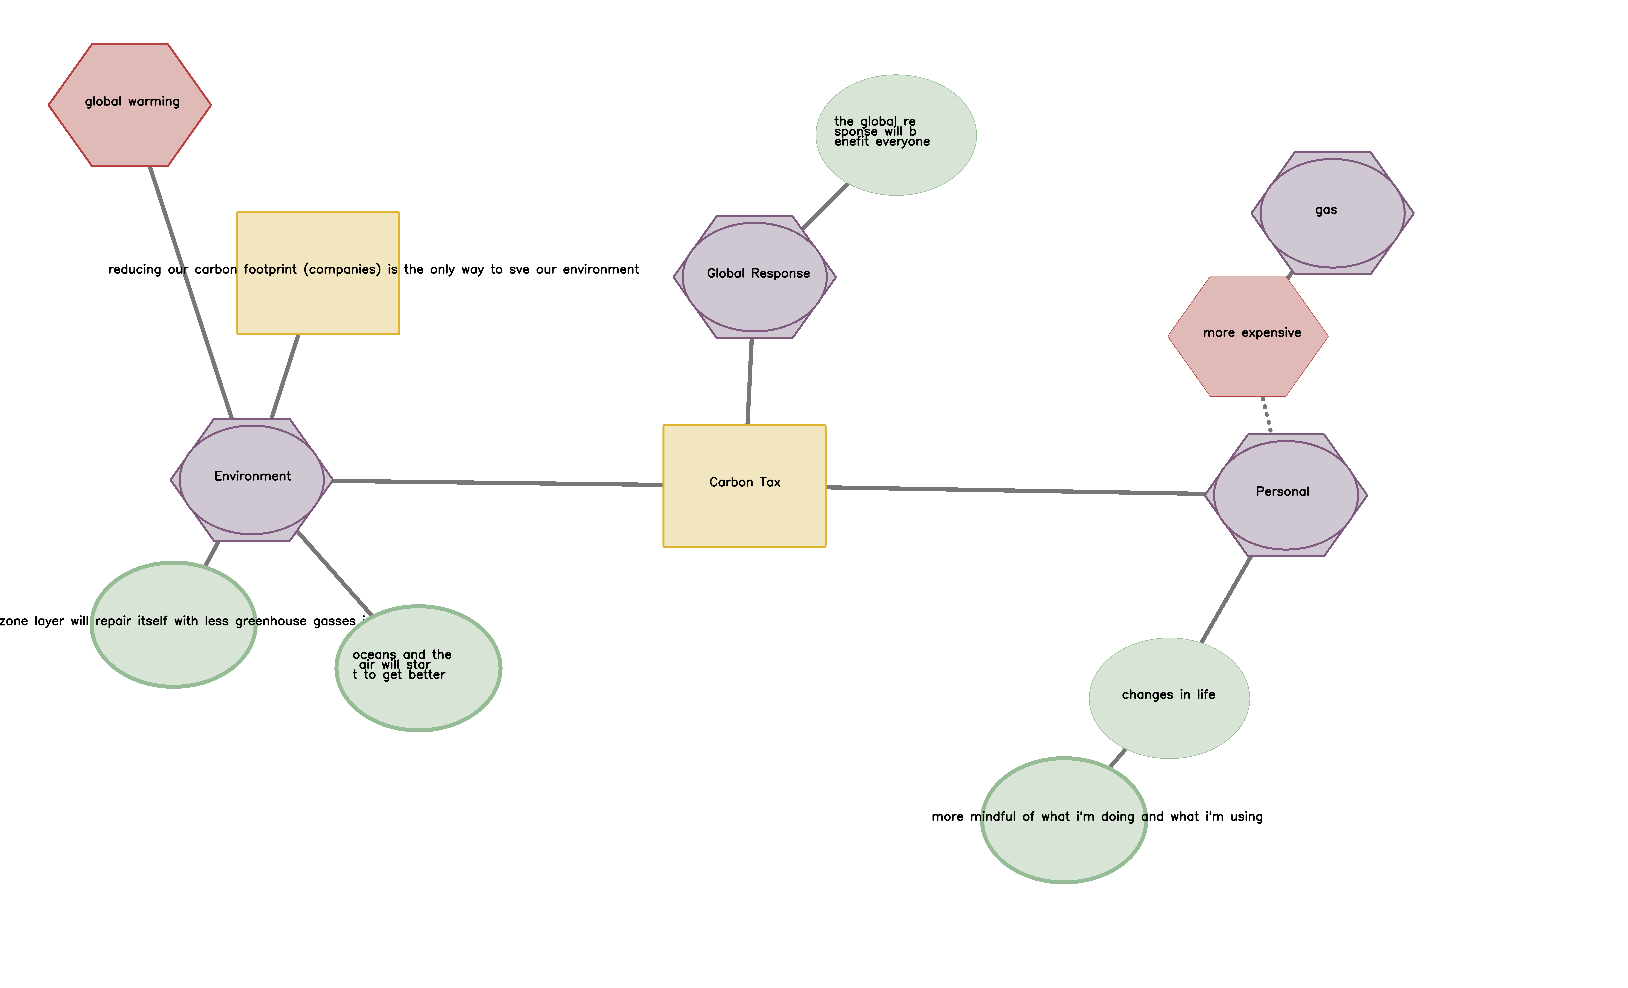 global warming
the global re
sponse will b
enefit everyone
gas
reducing our carbon footprint (companies) is the only way to sve our environment
Global Response
more expensive
Environment
Carbon Tax
Personal
zone layer will repair itself with less greenhouse gasses
oceans and the
air will star
t to get better
changes in life
more mindful of what i'm doing and what i'm using